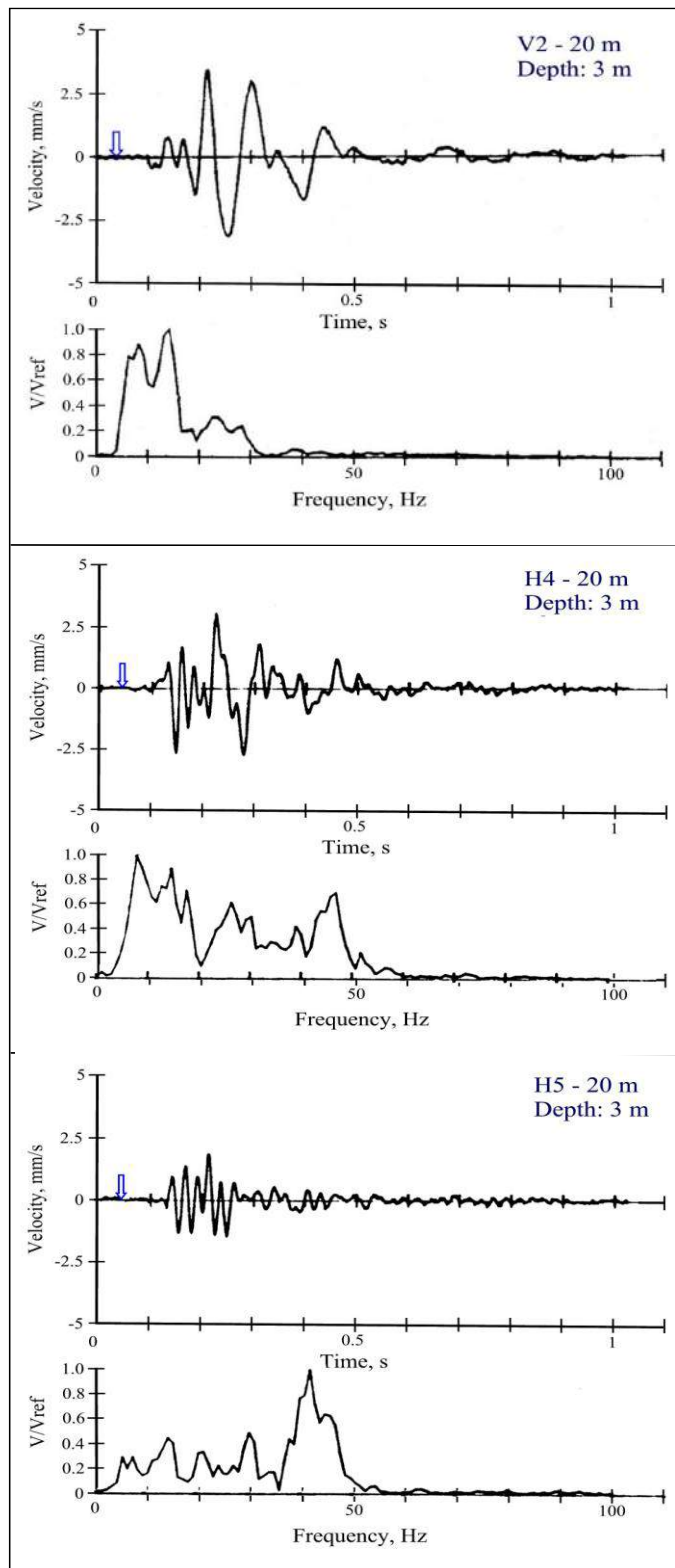 V2 - 20 m
Depth: 3 m
5
2.5
0
-2.5
-5
Velocity, mm/s
0
0.5
1
Time, s
1.0
0.8
0.6
0.4
0.2
0
V/Vref
0
50
100
Frequency, Hz
H4 - 20 m
Depth: 3 m
5
2.5
0
-2.5
-5
Velocity, mm/s
0
0.5
1
Time, s
1.0
0.8
0.6
0.4
0.2
0
V/Vref
0
50
100
Frequency, Hz
H5 - 20 m
Depth: 3 m
5
2.5
0
-2.5
-5
Velocity, mm/s
0
0.5
1
Time, s
1.0
0.8
0.6
0.4
0.2
0
V/Vref
0
50
100
Frequency, Hz